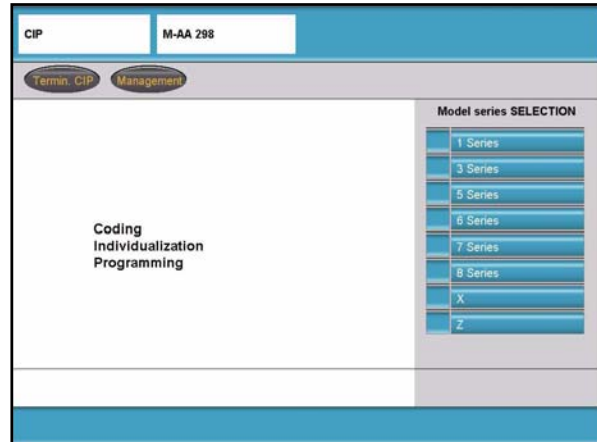 CIP
M-AA 298
Termin. CIP
Management
Model series SELECTION
1 Series
3 Series
5 Series
6 Series
7 Series
8 Series
X
Z
Coding
Individualization
Programming